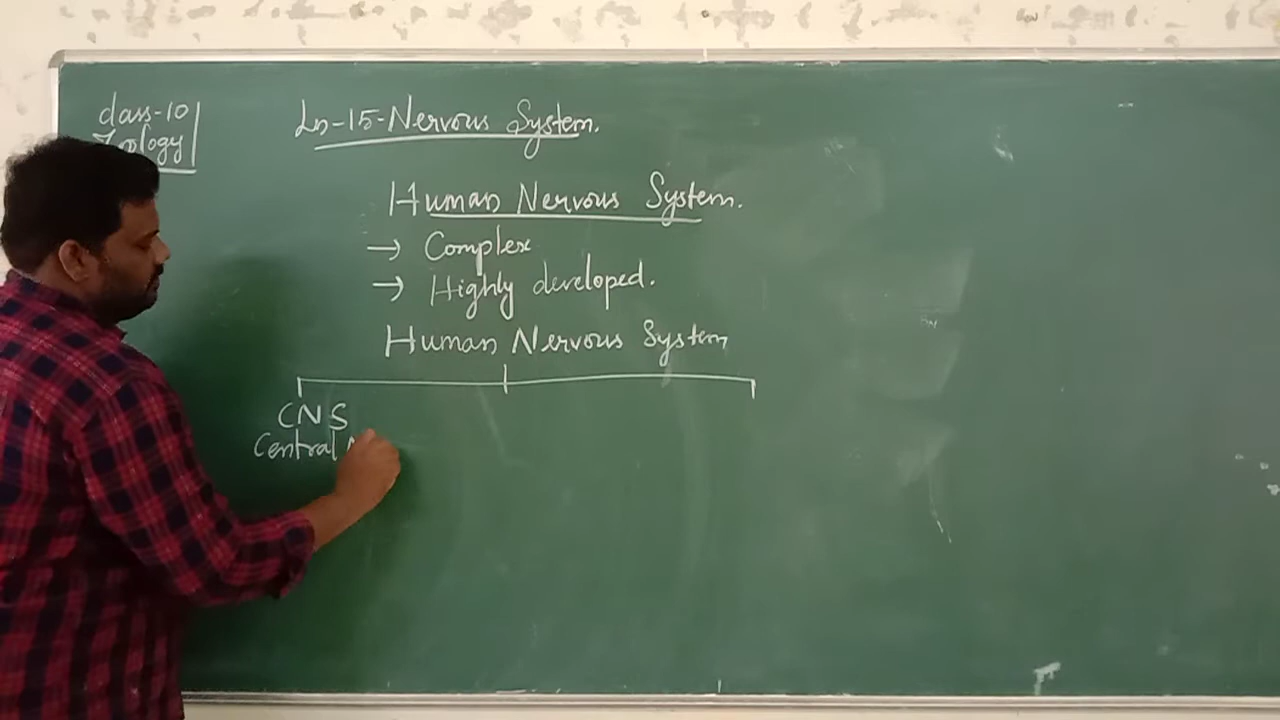 class-10
Zoology
Ln-15-Nervous System.
Human Nervous System.
→ Complex
→ Highly developed.
Human Nervous System
CNS
Central